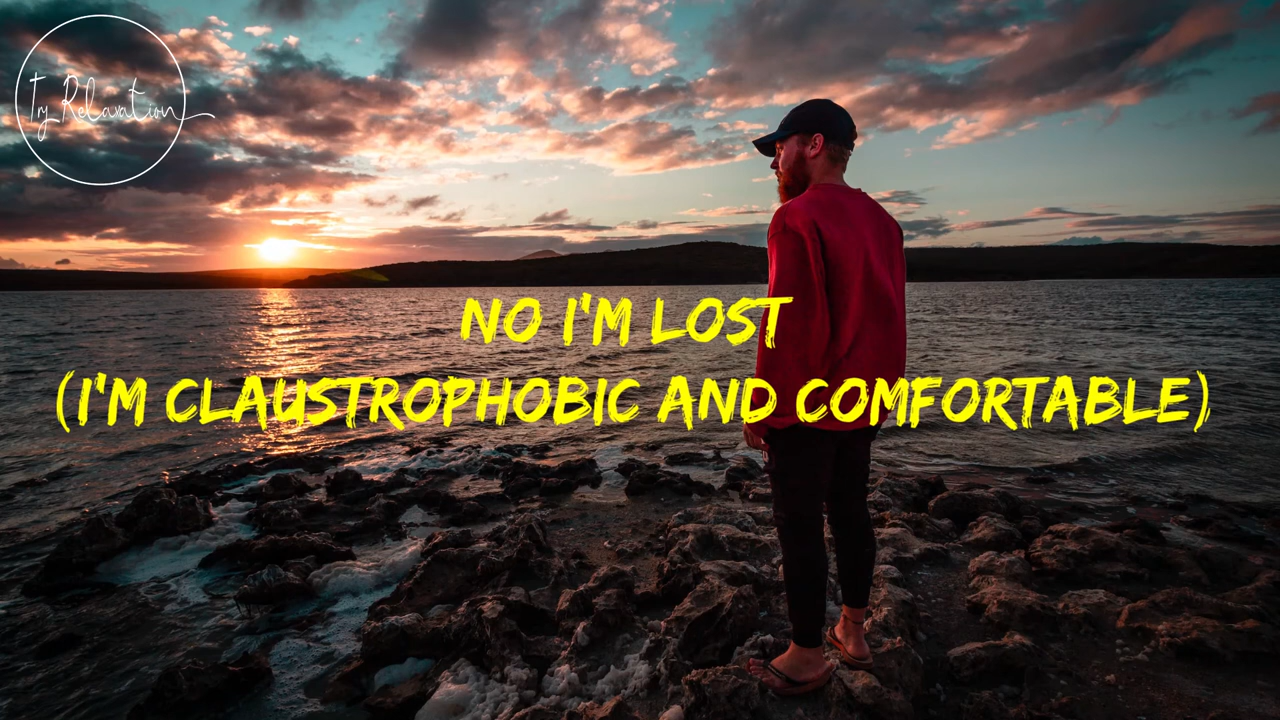 Try Relaxation
NO I'M LOST
(I'M CLAUSTROPHOBIC AND COMFORTABLE)